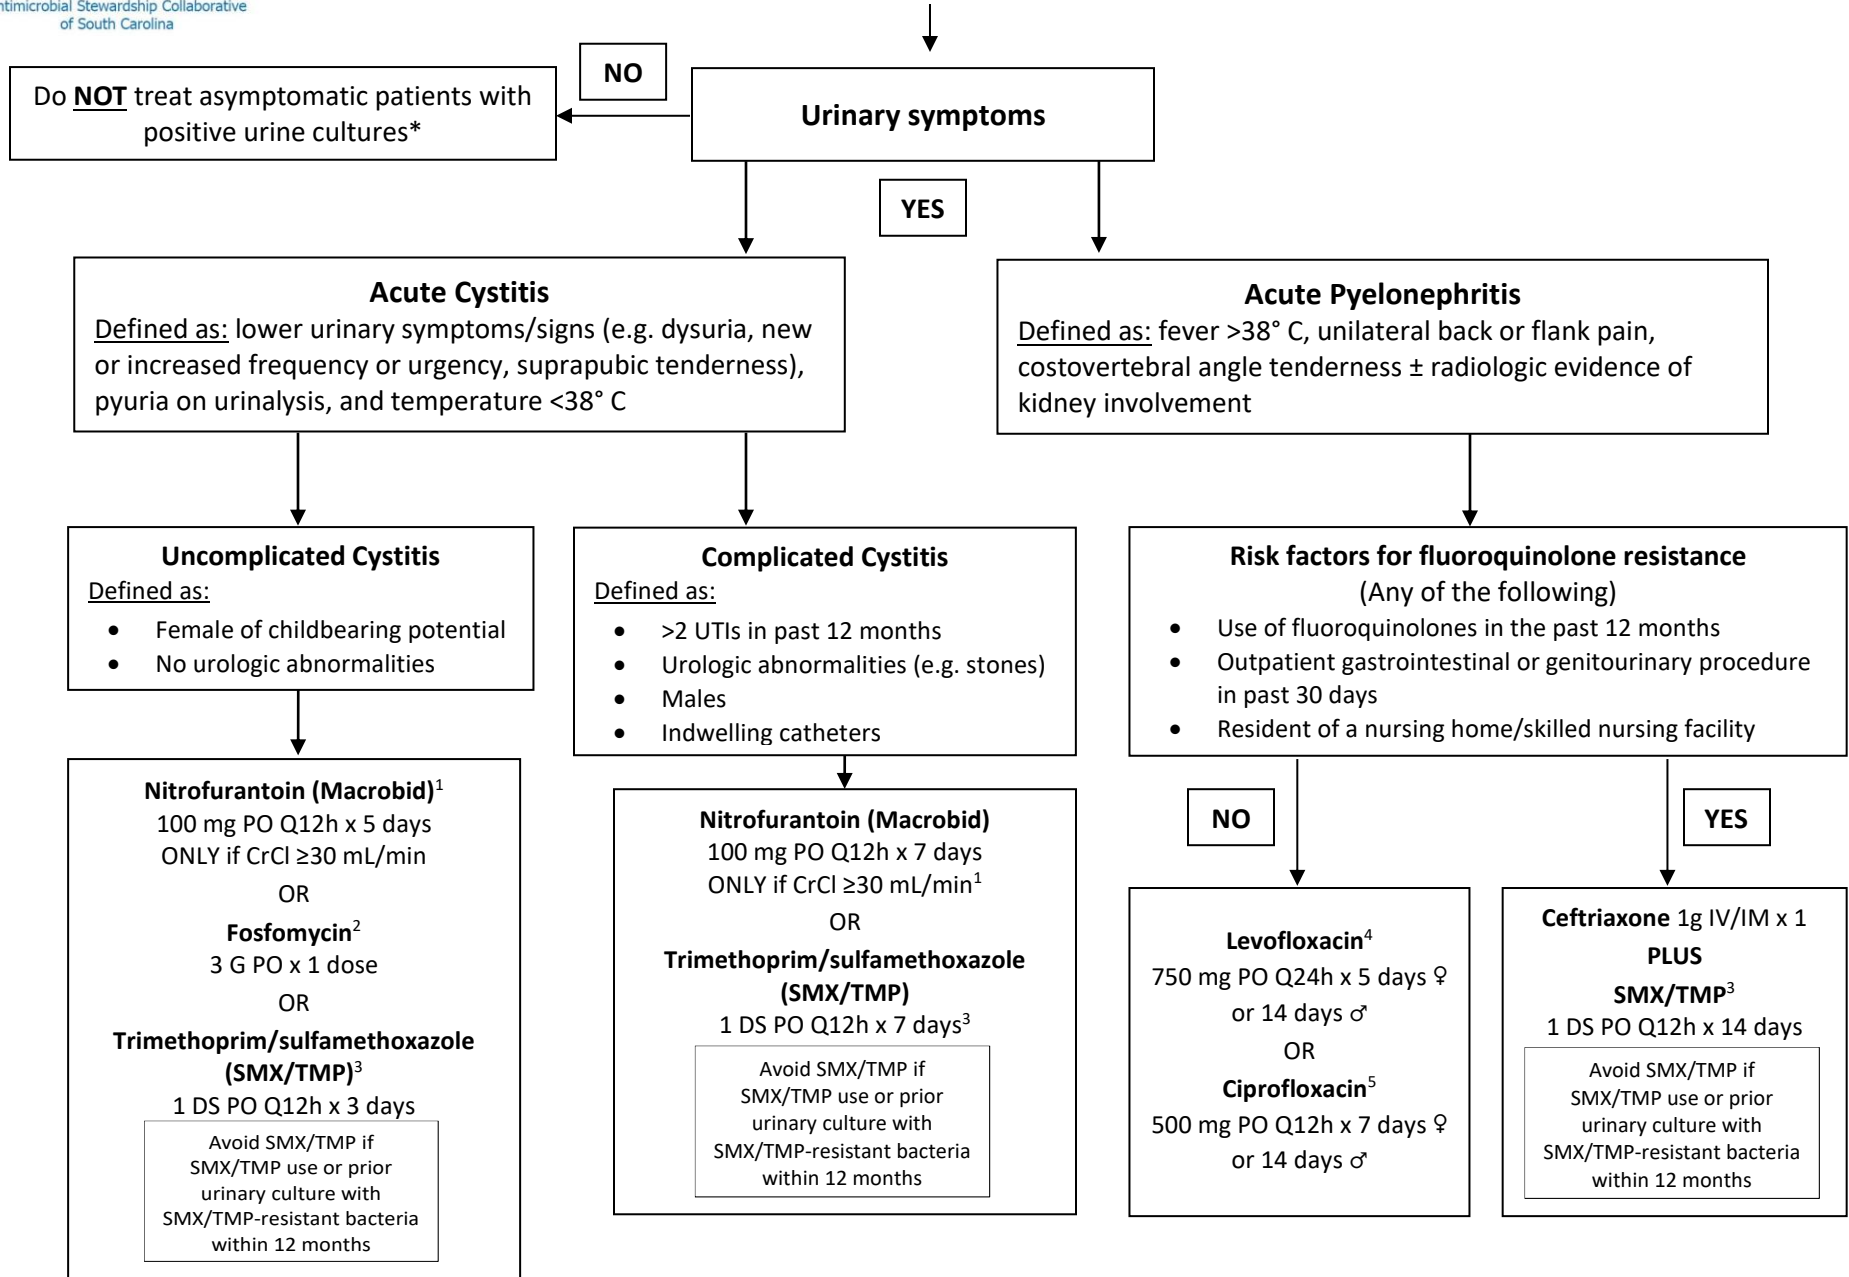 ntimicrobial Stewardship Collaborative
of South Carolina
NO
Do NOT treat asymptomatic patients with
positive urine cultures*
Urinary symptoms
YES
Acute Cystitis
Defined as: lower urinary symptoms/signs (e.g. dysuria, new
or increased frequency or urgency, suprapubic tenderness),
pyuria on urinalysis, and temperature <38° C
Acute Pyelonephritis
Defined as: fever >38° C, unilateral back or flank pain,
costovertebral angle tenderness ± radiologic evidence of
kidney involvement
Uncomplicated Cystitis
Defined as:
• Female of childbearing potential
• No urologic abnormalities
Complicated Cystitis
Defined as:
• >2 UTIs in past 12 months
• Urologic abnormalities (e.g. stones)
• Males
• Indwelling catheters
Risk factors for fluoroquinolone resistance
(Any of the following)
• Use of fluoroquinolones in the past 12 months
• Outpatient gastrointestinal or genitourinary procedure
in past 30 days
• Resident of a nursing home/skilled nursing facility
Nitrofurantoin (Macrobid)1
100 mg PO Q12h x 5 days
ONLY if CrCl ≥30 mL/min
OR
Fosfomycin2
3 G PO x 1 dose
OR
Trimethoprim/sulfamethoxazole
(SMX/TMP)3
1 DS PO Q12h x 3 days
Avoid SMX/TMP if
SMX/TMP use or prior
urinary culture with
SMX/TMP-resistant bacteria
within 12 months
Nitrofurantoin (Macrobid)
100 mg PO Q12h x 7 days
ONLY if CrCl ≥30 mL/min1
OR
Trimethoprim/sulfamethoxazole
(SMX/TMP)
1 DS PO Q12h x 7 days3
Avoid SMX/TMP if
SMX/TMP use or prior
urinary culture with
SMX/TMP-resistant bacteria
within 12 months
NO
YES
Levofloxacin4
750 mg PO Q24h x 5 days ♀
or 14 days ♂
OR
Ciprofloxacin5
500 mg PO Q12h x 7 days ♀
or 14 days ♂
Ceftriaxone 1g IV/IM x 1
PLUS
SMX/TMP3
1 DS PO Q12h x 14 days
Avoid SMX/TMP if
SMX/TMP use or prior
urinary culture with
SMX/TMP-resistant bacteria
within 12 months